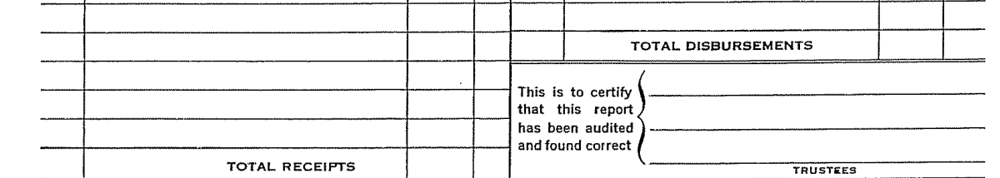 TOTAL DISBURSEMENTS
This is to certify
that this report
has been audited
and found correct
TOTAL RECEIPTS
TRUSTEES